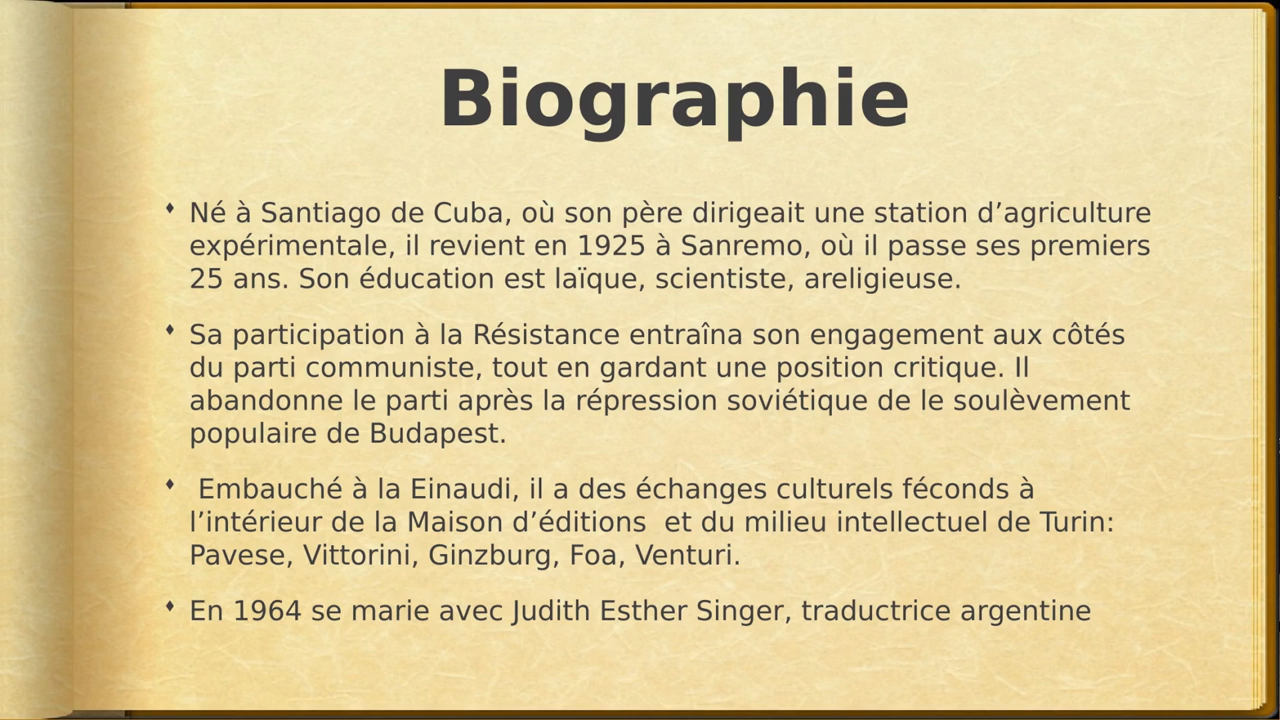 Biographie
Né à Santiago de Cuba, où son père dirigeait une station d’agriculture
expérimentale, il revient en 1925 à Sanremo, où il passe ses premiers
25 ans. Son éducation est laïque, scientiste, areligieuse.
Sa participation à la Résistance entraîna son engagement aux côtés
du parti communiste, tout en gardant une position critique. Il
abandonne le parti après la répression soviétique de le soulèvement
populaire de Budapest.
Embauché à la Einaudi, il a des échanges culturels féconds à
l’intérieur de la Maison d’éditions  et du milieu intellectuel de Turin:
Pavese, Vittorini, Ginzburg, Foa, Venturi.
En 1964 se marie avec Judith Esther Singer, traductrice argentine